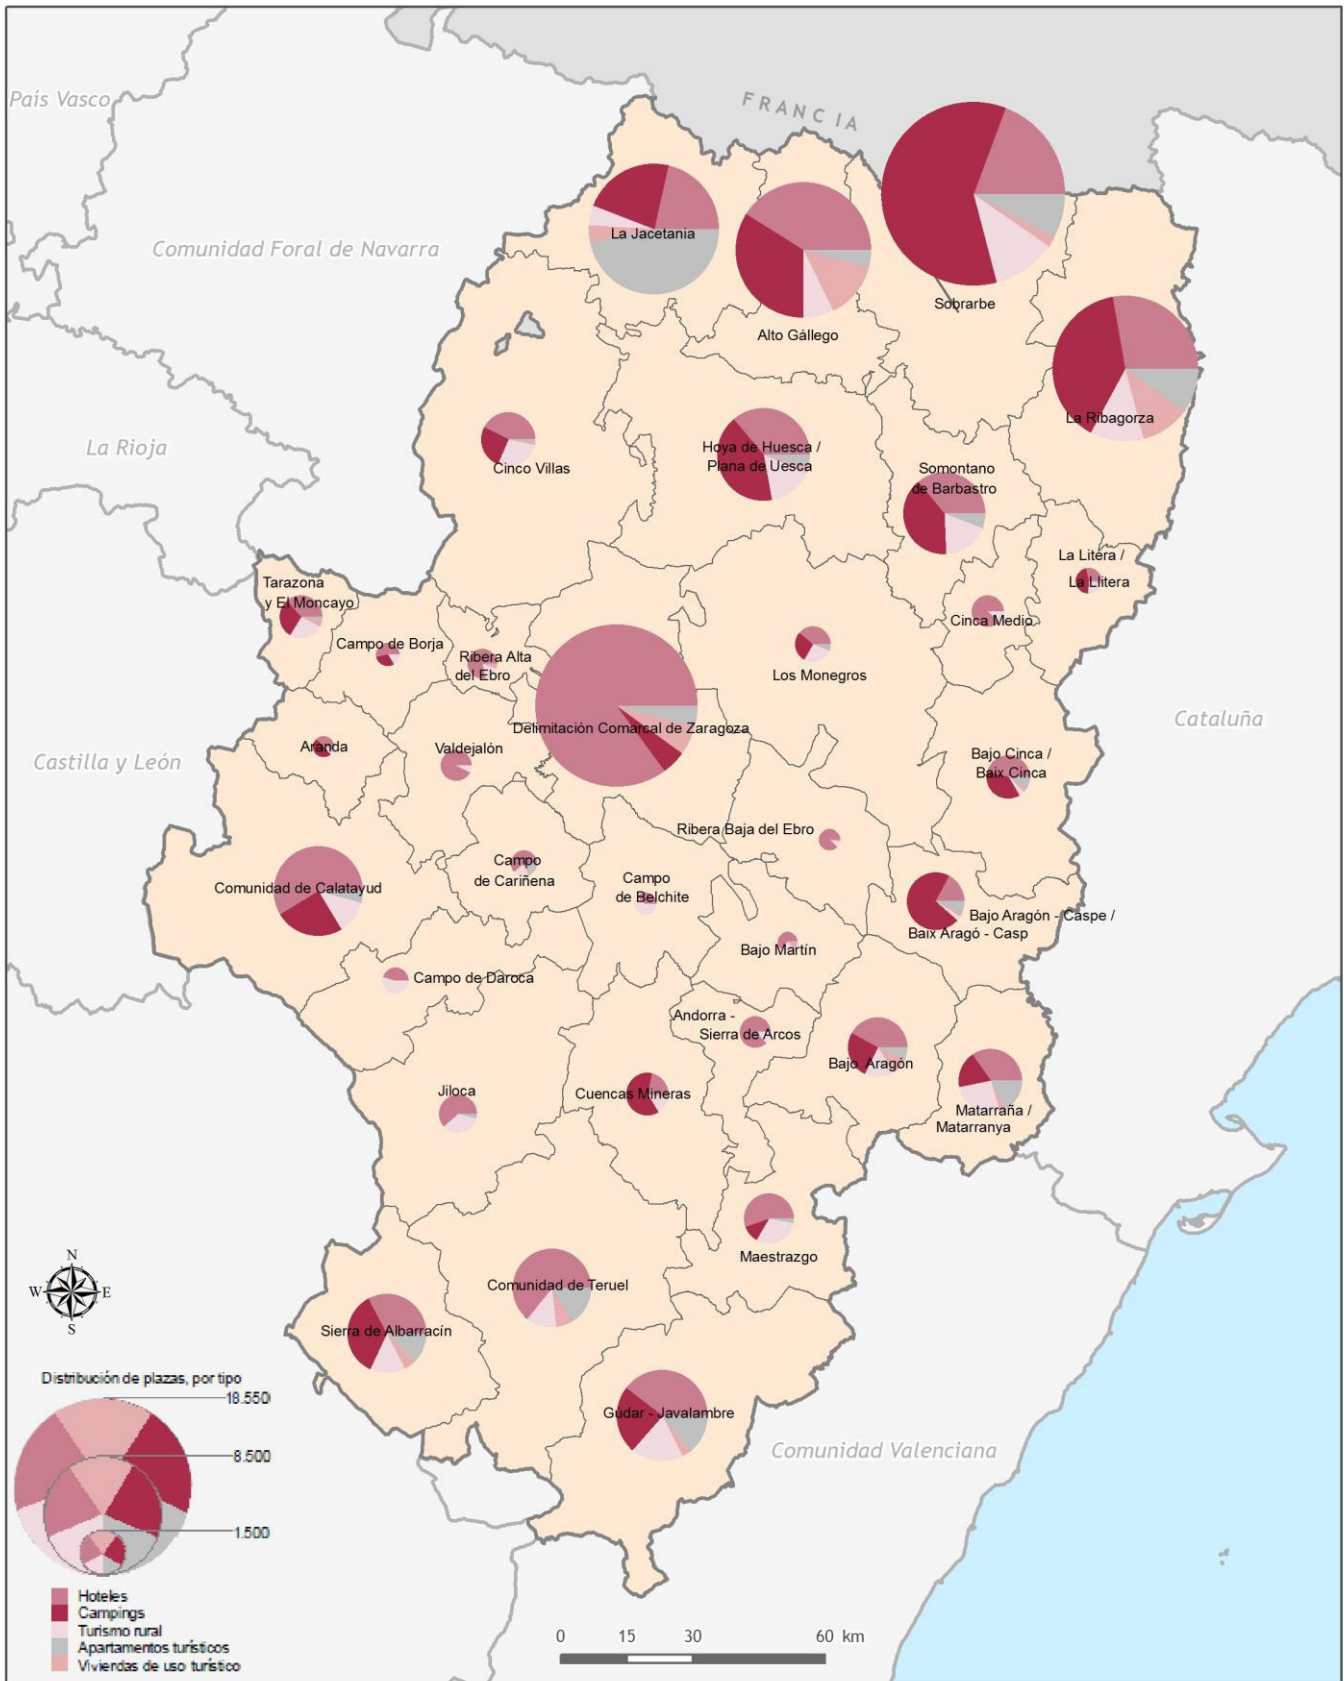 FRANCIA
País Vasco
Comunidad Foral de Navarra
La Jacetania
Sobrarbe
Alto Gállego
La Ribagorza
La Rioja
Cinco Villas
Hoya de Huesca /
Plana de Uesca
Somontano
de Barbastro
La Litera /
La Llitera
Cinca Medio
Tarazona
y El Moncayo
Campo de Borja
Ribera Alta
del Ebro
Los Monegros
Cataluña
Castilla y León
Aranda
Valdejalón
Delimitación Comarcal de Zaragoza
Bajo Cinca /
Baix Cinca
Ribera Baja del Ebro
Comunidad de Calatayud
Campo
de Cariñena
Campo
de Belchite
Bajo Aragón - Caspe /
Baix Aragó - Casp
Bajo Martín
Campo de Daroca
Andorra -
Sierra de Arcos
Bajo Aragón
Jiloca
Cuencas Mineras
Matarraña /
Matarranya
Maestrazgo
Comunidad de Teruel
Sierra de Albarracín
Gúdar - Javalambre
Comunidad Valenciana
N
W
E
S
Distribución de plazas, por tipo
18.550
8.500
1.500
Hoteles
Campings
Turismo rural
Apartamentos turísticos
Viviendas de uso turístico
0 15 30 60 km